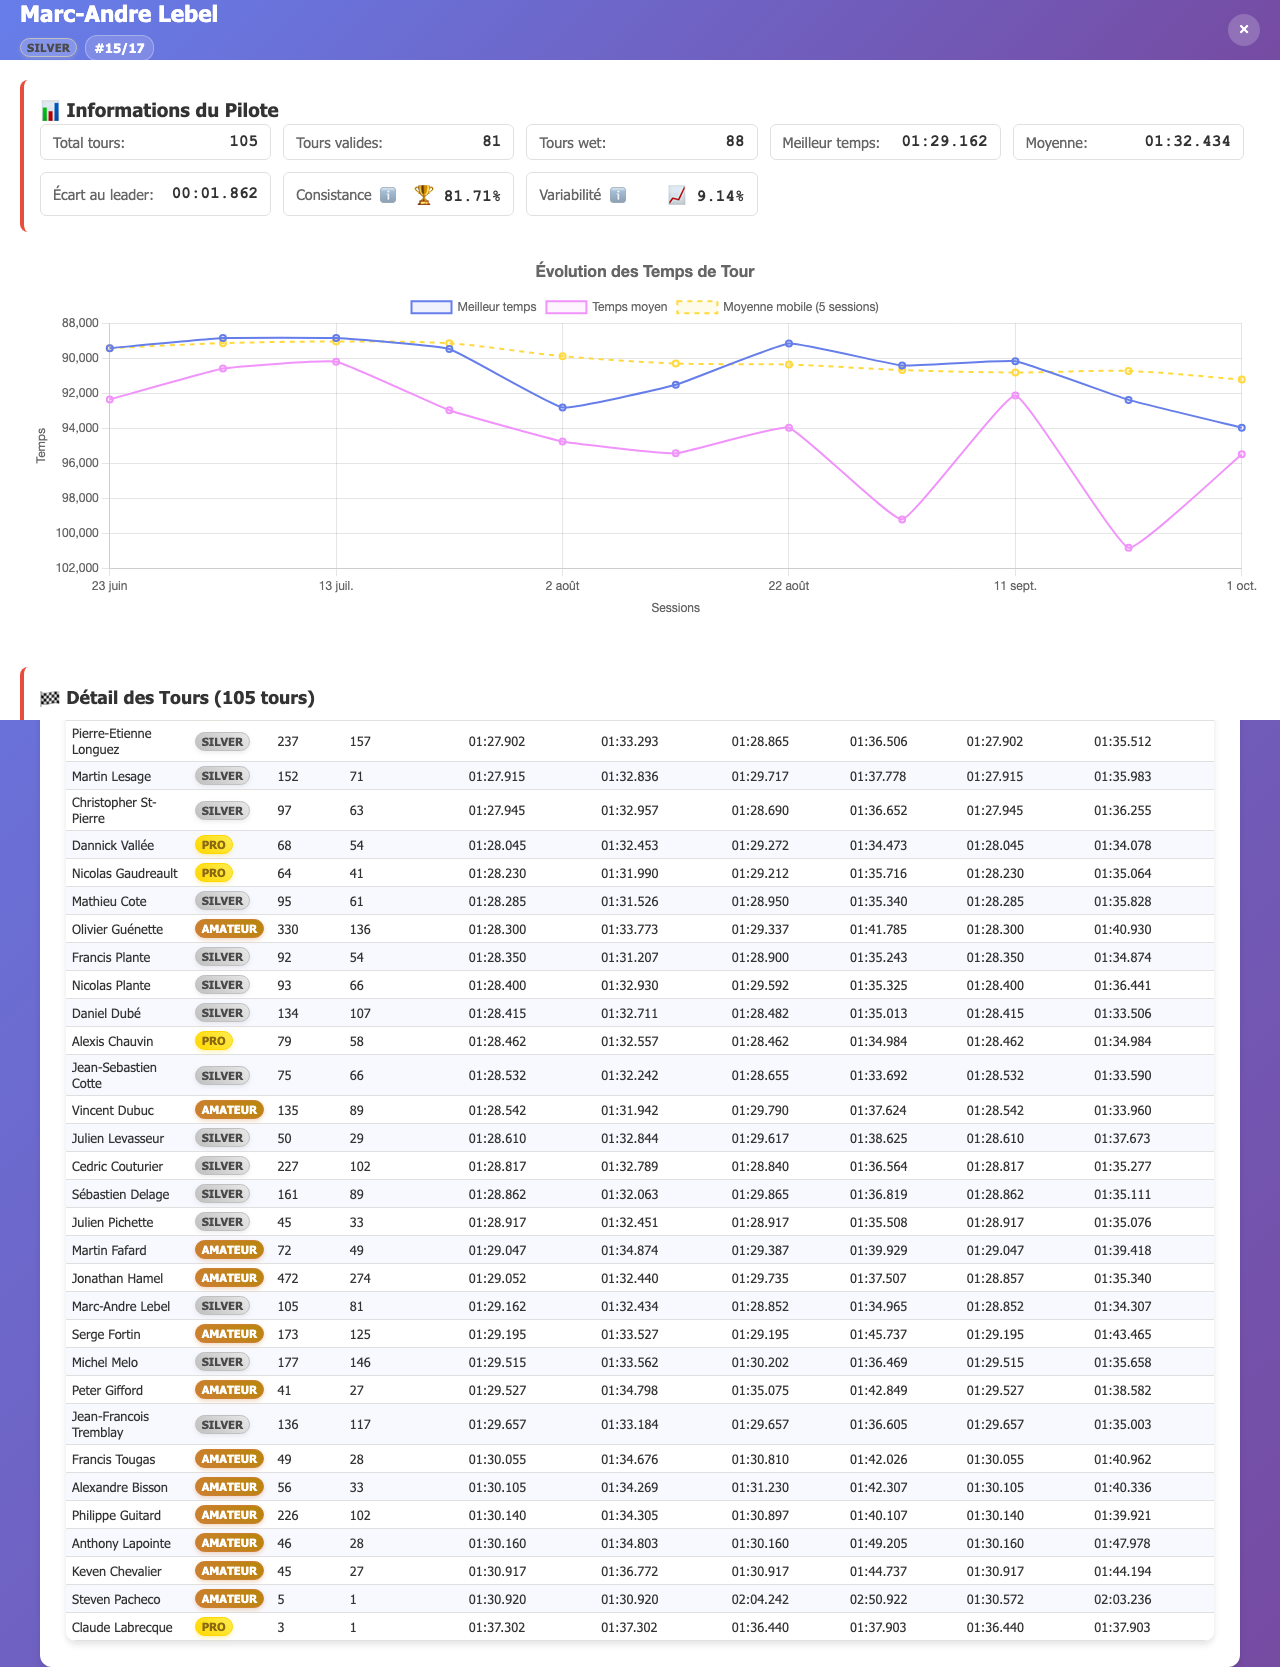 Marc-Andre Lebel
×
SILVER #15/17
📊 Informations du Pilote
Total tours: 105
Tours valides: 81
Tours wet: 88
Meilleur temps: 01:29.162
Moyenne: 01:32.434
Écart au leader: 00:01.862
Consistance ℹ️ 🏆 81.71%
Variabilité ℹ️ 📈 9.14%
Évolution des Temps de Tour
Meilleur temps Temps moyen Moyenne mobile (5 sessions)
88,000
90,000
92,000
94,000
96,000
98,000
100,000
102,000
Temps
23 juin 13 juil. 2 août 22 août 11 sept. 1 oct.
Sessions
🏁 Détail des Tours (105 tours)
Pierre-Etienne Longuez SILVER 237 157 01:27.902 01:33.293 01:28.865 01:36.506 01:27.902 01:35.512
Martin Lesage SILVER 152 71 01:27.915 01:32.836 01:29.717 01:37.778 01:27.915 01:35.983
Christopher St-Pierre SILVER 97 63 01:27.945 01:32.957 01:28.690 01:36.652 01:27.945 01:36.255
Dannick Vallée PRO 68 54 01:28.045 01:32.453 01:29.272 01:34.473 01:28.045 01:34.078
Nicolas Gaudreault PRO 64 41 01:28.230 01:31.990 01:29.212 01:35.716 01:28.230 01:35.064
Mathieu Cote SILVER 95 61 01:28.285 01:31.526 01:28.950 01:35.340 01:28.285 01:35.828
Olivier Guénette AMATEUR 330 136 01:28.300 01:33.773 01:29.337 01:41.785 01:28.300 01:40.930
Francis Plante SILVER 92 54 01:28.350 01:31.207 01:28.900 01:35.243 01:28.350 01:34.874
Nicolas Plante SILVER 93 66 01:28.400 01:32.930 01:29.592 01:35.325 01:28.400 01:36.441
Daniel Dubé SILVER 134 107 01:28.415 01:32.711 01:28.482 01:35.013 01:28.415 01:33.506
Alexis Chauvin PRO 79 58 01:28.462 01:32.557 01:28.462 01:34.984 01:28.462 01:34.984
Jean-Sebastien Cotte SILVER 75 66 01:28.532 01:32.242 01:28.655 01:33.692 01:28.532 01:33.590
Vincent Dubuc AMATEUR 135 89 01:28.542 01:31.942 01:29.790 01:37.624 01:28.542 01:33.960
Julien Levasseur SILVER 50 29 01:28.610 01:32.844 01:29.617 01:38.625 01:28.610 01:37.673
Cedric Couturier SILVER 227 102 01:28.817 01:32.789 01:28.840 01:36.564 01:28.817 01:35.277
Sébastien Delage SILVER 161 89 01:28.862 01:32.063 01:29.865 01:36.819 01:28.862 01:35.111
Julien Pichette SILVER 45 33 01:28.917 01:32.451 01:28.917 01:35.508 01:28.917 01:35.076
Martin Fafard AMATEUR 72 49 01:29.047 01:34.874 01:29.387 01:39.929 01:29.047 01:39.418
Jonathan Hamel AMATEUR 472 274 01:29.052 01:32.440 01:29.735 01:37.507 01:28.857 01:35.340
Marc-Andre Lebel SILVER 105 81 01:29.162 01:32.434 01:28.852 01:34.965 01:28.852 01:34.307
Serge Fortin AMATEUR 173 125 01:29.195 01:33.527 01:29.195 01:45.737 01:29.195 01:43.465
Michel Melo SILVER 177 146 01:29.515 01:33.562 01:30.202 01:36.469 01:29.515 01:35.658
Peter Gifford AMATEUR 41 27 01:29.527 01:34.798 01:35.075 01:42.849 01:29.527 01:38.582
Jean-Francois Tremblay SILVER 136 117 01:29.657 01:33.184 01:29.657 01:36.605 01:29.657 01:35.003
Francis Tougas AMATEUR 49 28 01:30.055 01:34.676 01:30.810 01:42.026 01:30.055 01:40.962
Alexandre Bisson AMATEUR 56 33 01:30.105 01:34.269 01:31.230 01:42.307 01:30.105 01:40.336
Philippe Guitard AMATEUR 226 102 01:30.140 01:34.305 01:30.897 01:40.107 01:30.140 01:39.921
Anthony Lapointe AMATEUR 46 28 01:30.160 01:34.803 01:30.160 01:49.205 01:30.160 01:47.978
Keven Chevalier AMATEUR 45 27 01:30.917 01:36.772 01:30.917 01:44.737 01:30.917 01:44.194
Steven Pacheco AMATEUR 5 1 01:30.920 01:30.920 02:04.242 02:50.922 01:30.572 02:03.236
Claude Labrecque PRO 3 1 01:37.302 01:37.302 01:36.440 01:37.903 01:36.440 01:37.903